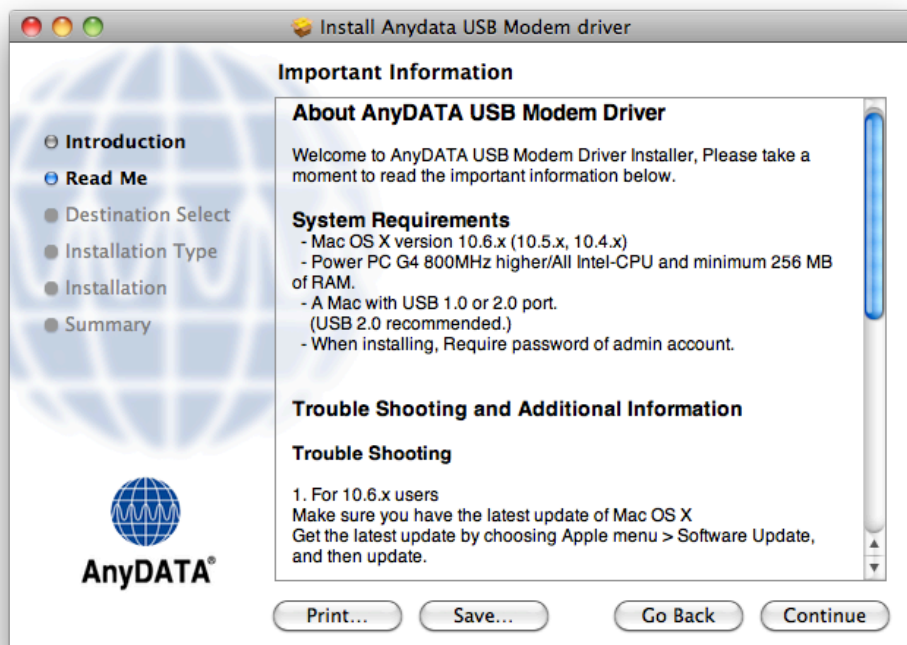 Install Anydata USB Modem driver
Important Information
Introduction
Read Me
Destination Select
Installation Type
Installation
Summary
AnyDATA®
About AnyDATA USB Modem Driver
Welcome to AnyDATA USB Modem Driver Installer, Please take a
moment to read the important information below.
System Requirements
- Mac OS X version 10.6.x (10.5.x, 10.4.x)
- Power PC G4 800MHz higher/All Intel-CPU and minimum 256 MB
of RAM.
- A Mac with USB 1.0 or 2.0 port.
(USB 2.0 recommended.)
- When installing, Require password of admin account.
Trouble Shooting and Additional Information
Trouble Shooting
1. For 10.6.x users
Make sure you have the latest update of Mac OS X
Get the latest update by choosing Apple menu > Software Update,
and then update.
Print...
Save...
Go Back
Continue